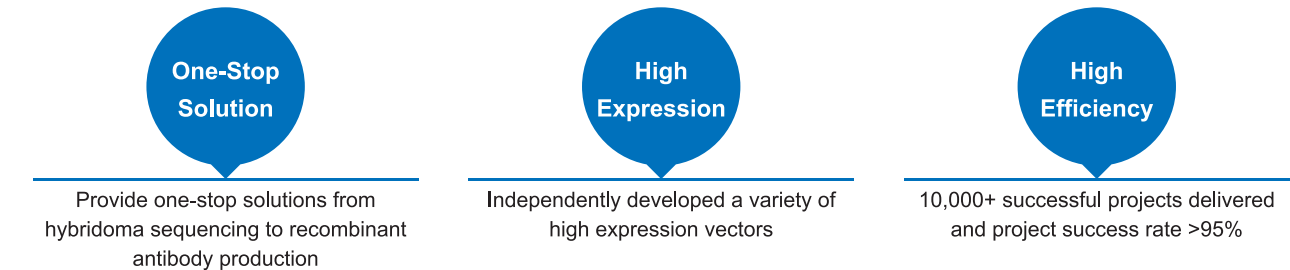 One-Stop
Solution
Provide one-stop solutions from
hybridoma sequencing to recombinant
antibody production
High
Expression
Independently developed a variety of
high expression vectors
High
Efficiency
10,000+ successful projects delivered
and project success rate >95%